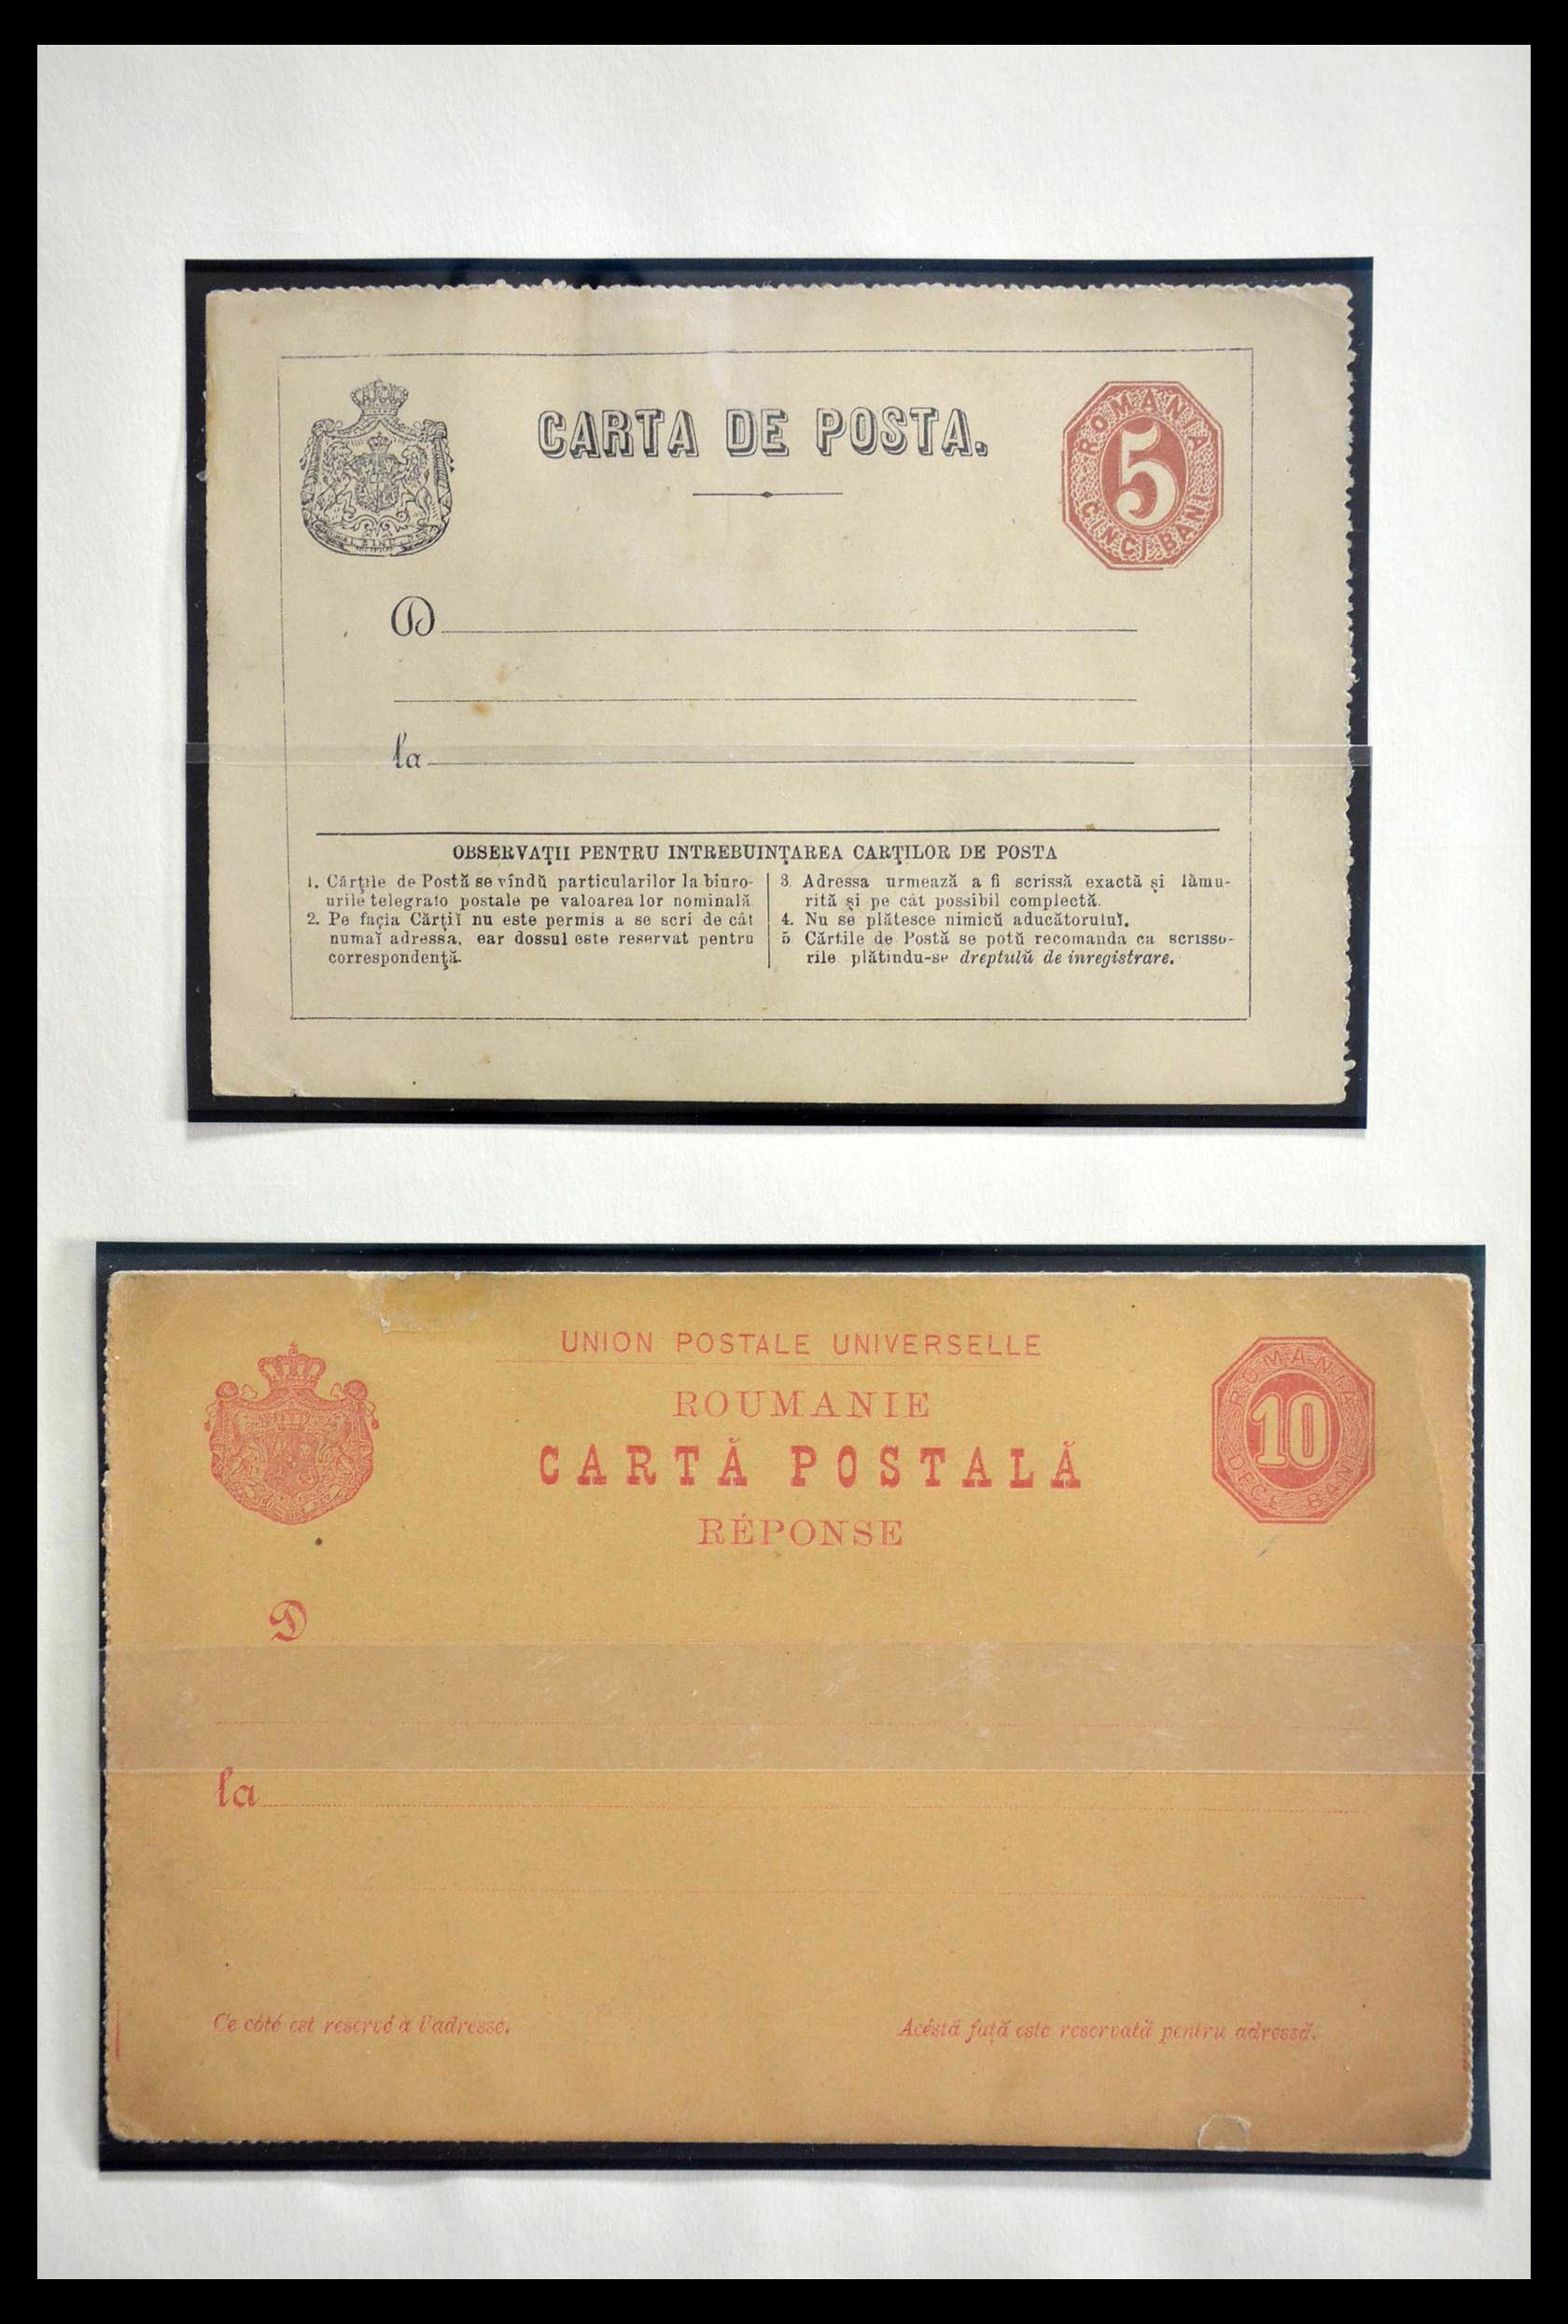 CARTA DE POSTA.
ROMANIA
5
CINCI BANI
D
la
OBSERVAŢII PENTRU INTREBUINŢAREA CARŢILOR DE POSTA
1. Cărţile de Postă se vîndŭ particularilor la biuro-
urile telegrafo postale pe valoarea lor nominală
2. Pe facia Cărţiĭ nu este permis a se scri de cât
numaĭ adressa, ear dossul este reservat pentru
correspondenţă.
3. Adressa urmează a fi scrissă exactă şi lămu-
rită şi pe cât possibil complectă.
4. Nu se plătesce nimicŭ aducătoruluĭ.
5 Cărţile de Postă se potŭ recomanda ca scrisso-
rile plătindu-se dreptulŭ de inregistrare.
UNION POSTALE UNIVERSELLE
ROUMANIE
CARTĂ POSTALĂ
RÉPONSE
ROMANIA
10
DECE BANI
D
la
Ce côté est reservé à l'adresse.
Acéstă faţă este reservată pentru adressă.